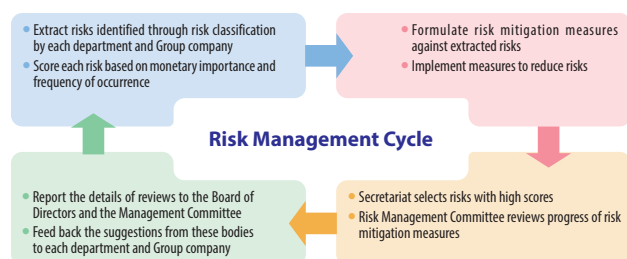 ● Extract risks identified through risk classification
by each department and Group company
● Score each risk based on monetary importance and
frequency of occurrence
● Formulate risk mitigation measures
against extracted risks
● Implement measures to reduce risks
Risk Management Cycle
● Report the details of reviews to the Board of
Directors and the Management Committee
● Feed back the suggestions from these bodies
to each department and Group company
● Secretariat selects risks with high scores
● Risk Management Committee reviews progress of risk
mitigation measures